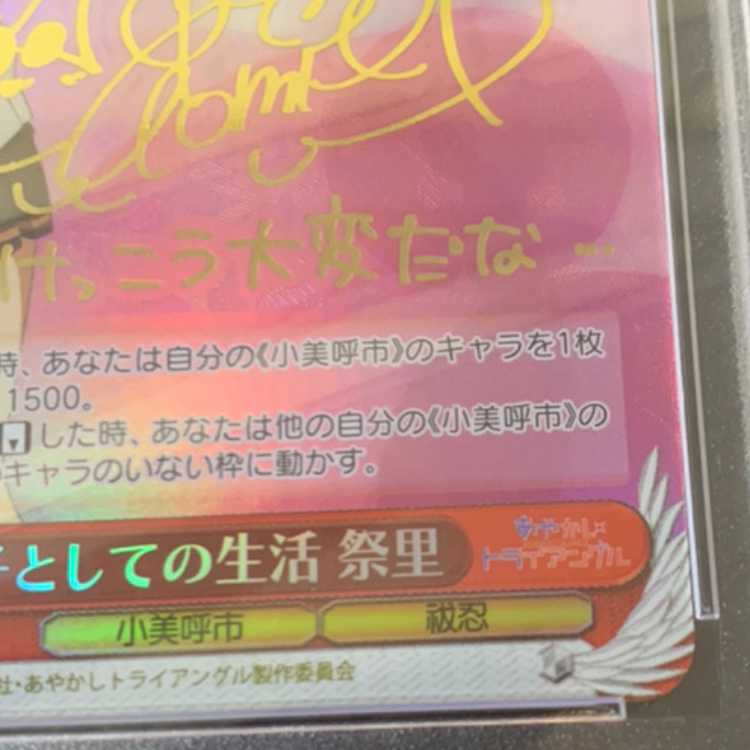 けっこう大変だな…
時、あなたは自分の《小美呼市》のキャラを1枚
1500。
した時、あなたは他の自分の《小美呼市》の
キャラのいない枠に動かす。
としての生活 祭里
あやかし
トライアングル
小美呼市
祓忍
社・あやかしトライアングル製作委員会